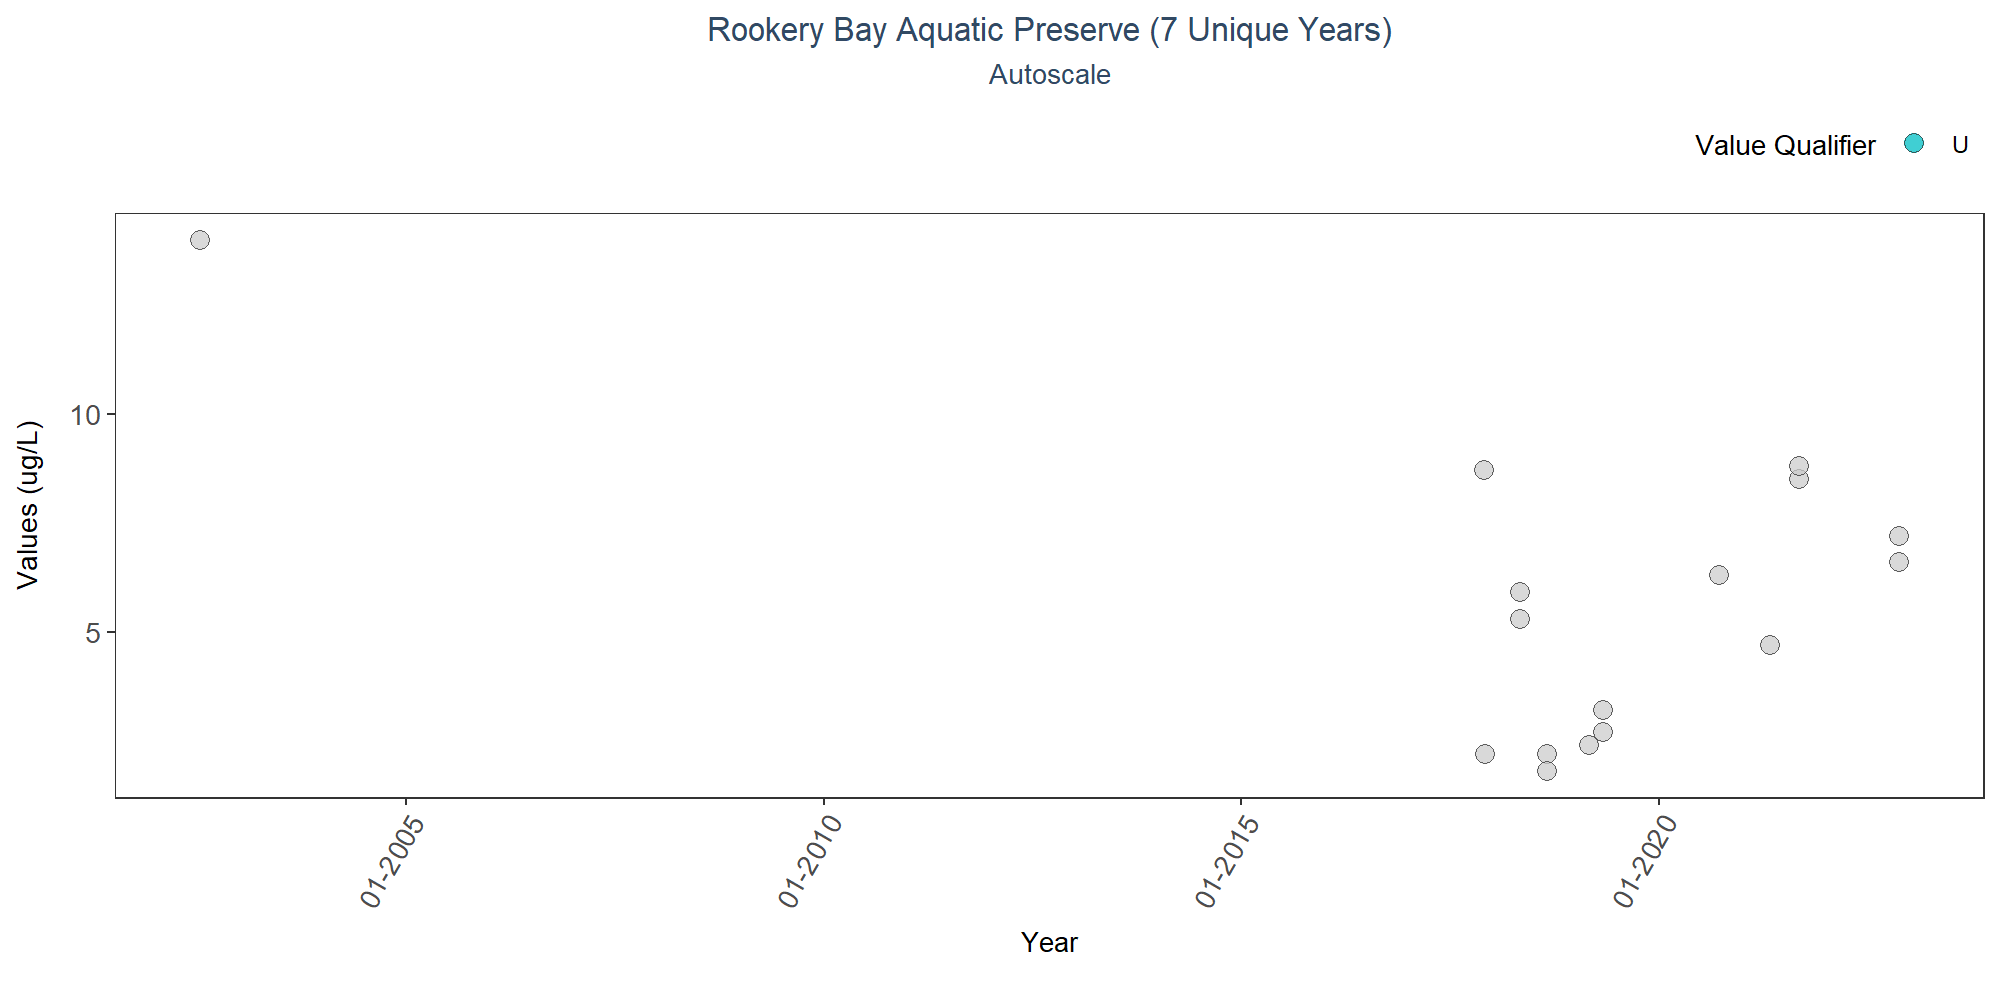 Rookery Bay Aquatic Preserve (7 Unique Years)
Autoscale
Value Qualifier U
Values (ug/L)
10
5
01-2005 01-2010 01-2015 01-2020
Year